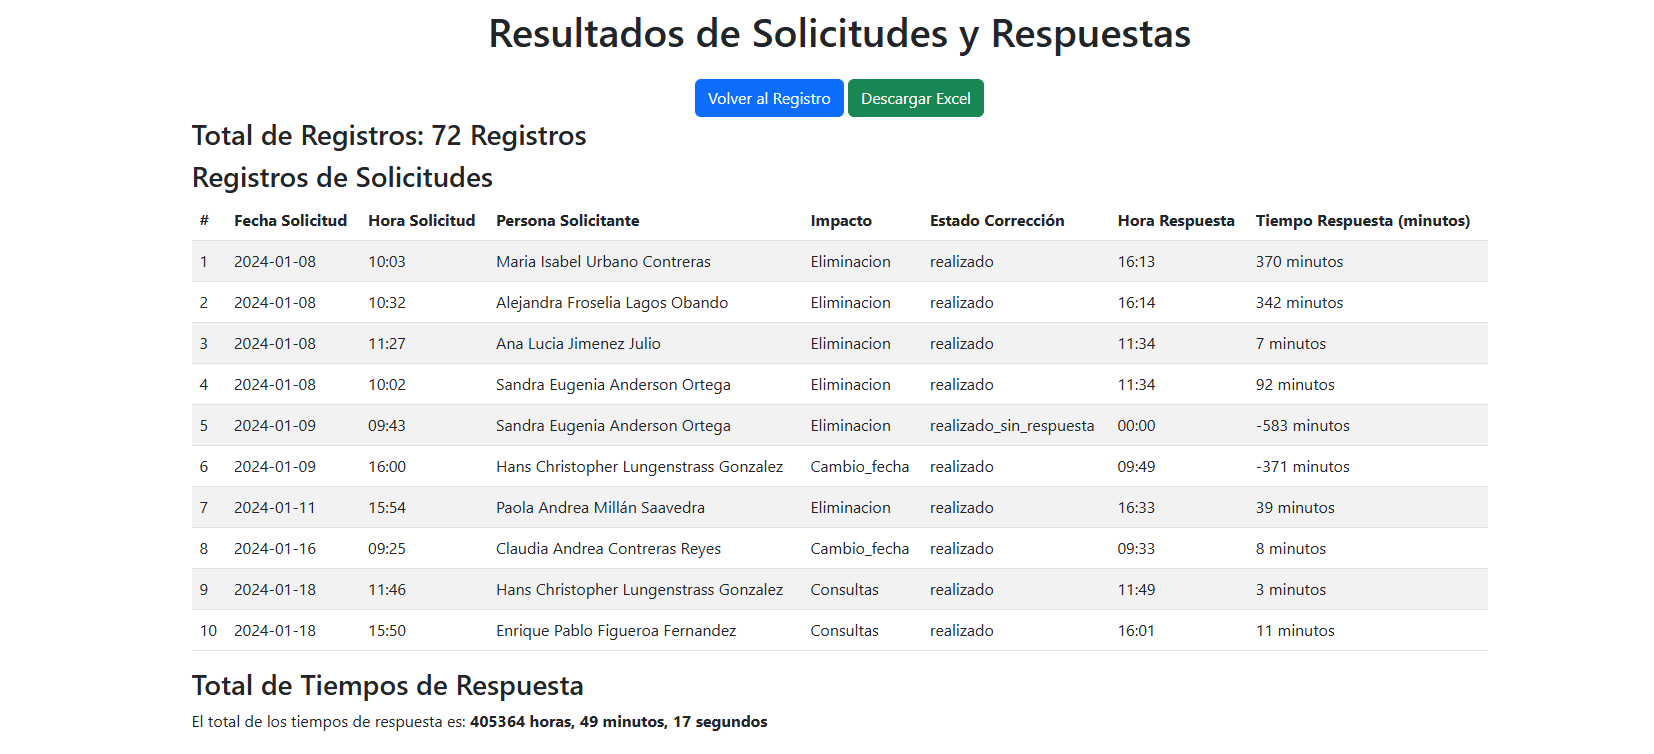 Resultados de Solicitudes y Respuestas
Volver al Registro Descargar Excel
Total de Registros: 72 Registros
Registros de Solicitudes
# Fecha Solicitud Hora Solicitud Persona Solicitante Impacto Estado Corrección Hora Respuesta Tiempo Respuesta (minutos)
1 2024-01-08 10:03 Maria Isabel Urbano Contreras Eliminacion realizado 16:13 370 minutos
2 2024-01-08 10:32 Alejandra Froselia Lagos Obando Eliminacion realizado 16:14 342 minutos
3 2024-01-08 11:27 Ana Lucia Jimenez Julio Eliminacion realizado 11:34 7 minutos
4 2024-01-08 10:02 Sandra Eugenia Anderson Ortega Eliminacion realizado 11:34 92 minutos
5 2024-01-09 09:43 Sandra Eugenia Anderson Ortega Eliminacion realizado_sin_respuesta 00:00 -583 minutos
6 2024-01-09 16:00 Hans Christopher Lungenstrass Gonzalez Cambio_fecha realizado 09:49 -371 minutos
7 2024-01-11 15:54 Paola Andrea Millán Saavedra Eliminacion realizado 16:33 39 minutos
8 2024-01-16 09:25 Claudia Andrea Contreras Reyes Cambio_fecha realizado 09:33 8 minutos
9 2024-01-18 11:46 Hans Christopher Lungenstrass Gonzalez Consultas realizado 11:49 3 minutos
10 2024-01-18 15:50 Enrique Pablo Figueroa Fernandez Consultas realizado 16:01 11 minutos
Total de Tiempos de Respuesta
El total de los tiempos de respuesta es: 405364 horas, 49 minutos, 17 segundos